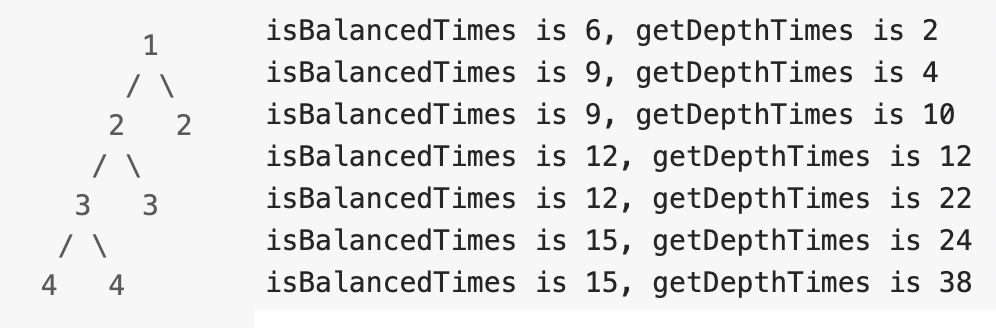 1
/ \
2 2
/ \
3 3
/ \
4 4
isBalancedTimes is 6, getDepthTimes is 2
isBalancedTimes is 9, getDepthTimes is 4
isBalancedTimes is 9, getDepthTimes is 10
isBalancedTimes is 12, getDepthTimes is 12
isBalancedTimes is 12, getDepthTimes is 22
isBalancedTimes is 15, getDepthTimes is 24
isBalancedTimes is 15, getDepthTimes is 38